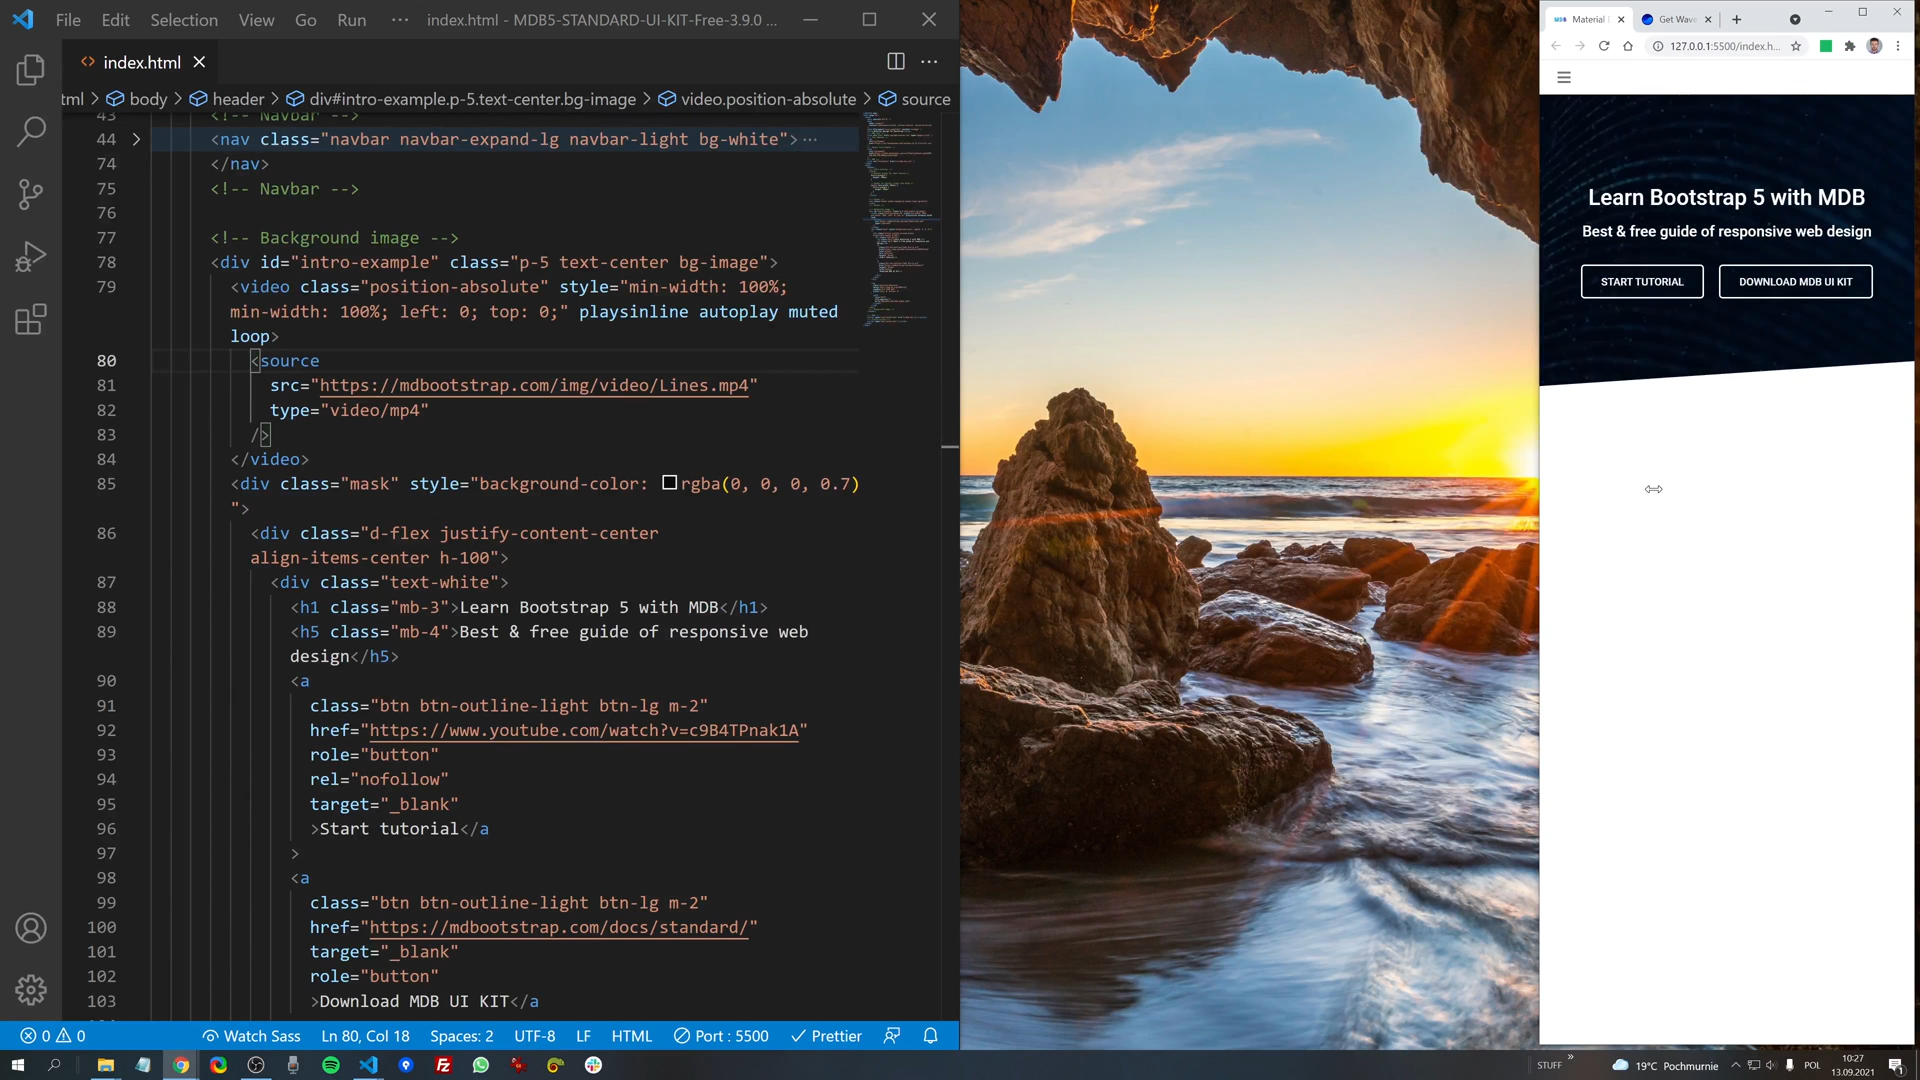 File Edit Selection View Go Run ··· index.html - MDB5-STANDARD-UI-KIT-Free-3.9.0 ...
index.html
tml > body > header > div#intro-example.p-5.text-center.bg-image > video.position-absolute > source
43 <!-- Navbar -->
44 <nav class="navbar navbar-expand-lg navbar-light bg-white">···
74 </nav>
75 <!-- Navbar -->
76
77 <!-- Background image -->
78 <div id="intro-example" class="p-5 text-center bg-image">
79 <video class="position-absolute" style="min-width: 100%;
min-width: 100%; left: 0; top: 0;" playsinline autoplay muted
loop>
80 <source
81 src="https://mdbootstrap.com/img/video/Lines.mp4"
82 type="video/mp4"
83 />
84 </video>
85 <div class="mask" style="background-color: rgba(0, 0, 0, 0.7)
">
86 <div class="d-flex justify-content-center
align-items-center h-100">
87 <div class="text-white">
88 <h1 class="mb-3">Learn Bootstrap 5 with MDB</h1>
89 <h5 class="mb-4">Best & free guide of responsive web
design</h5>
90 <a
91 class="btn btn-outline-light btn-lg m-2"
92 href="https://www.youtube.com/watch?v=c9B4TPnak1A"
93 role="button"
94 rel="nofollow"
95 target="_blank"
96 >Start tutorial</a
97 >
98 <a
99 class="btn btn-outline-light btn-lg m-2"
100 href="https://mdbootstrap.com/docs/standard/"
101 target="_blank"
102 role="button"
103 >Download MDB UI KIT</a
0 0 Watch Sass Ln 80, Col 18 Spaces: 2 UTF-8 LF HTML Port : 5500 Prettier
Material Get Wave
127.0.0.1:5500/index.h...
Learn Bootstrap 5 with MDB
Best & free guide of responsive web design
START TUTORIAL DOWNLOAD MDB UI KIT
STUFF » 19°C Pochmurnie POL 10:27
13.09.2021